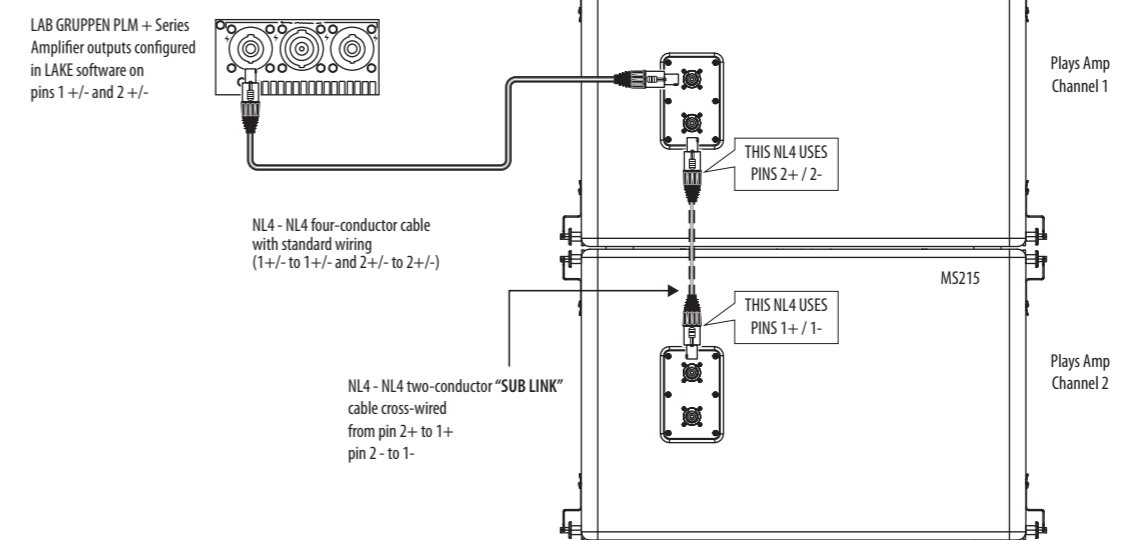 LAB GRUPPEN PLM + Series
Amplifier outputs configured
in LAKE software on
pins 1 +/- and 2 +/-
Plays Amp
Channel 1
THIS NL4 USES
PINS 2+ / 2-
NL4 - NL4 four-conductor cable
with standard wiring
(1+/- to 1+/- and 2+/- to 2+/-)
MS215
THIS NL4 USES
PINS 1+ / 1-
Plays Amp
Channel 2
NL4 - NL4 two-conductor “SUB LINK”
cable cross-wired
from pin 2+ to 1+
pin 2 - to 1-